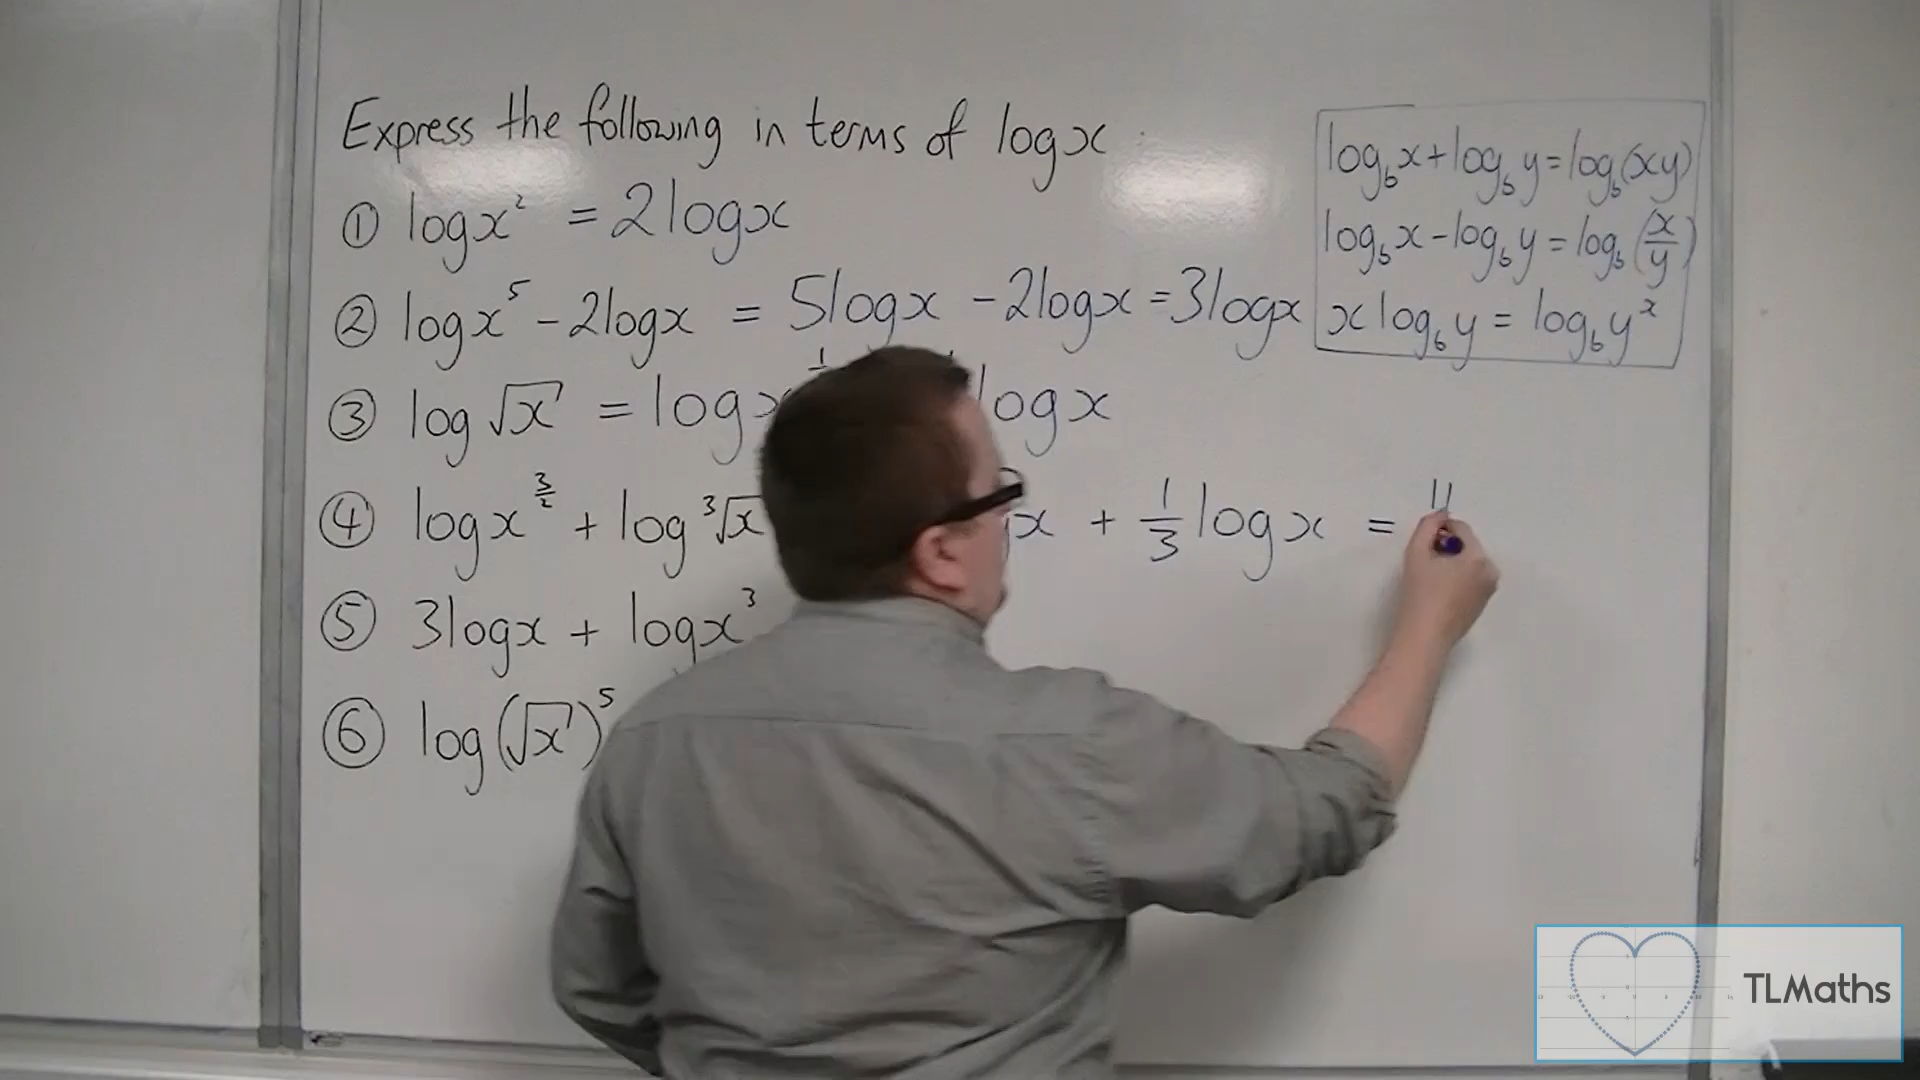 Express the following in terms of log x
① log x² = 2 log x
② log x⁵ - 2 log x = 5 log x - 2 log x = 3 log x
③ log √x = log x log x
④ log x^(3/2) + log ³√x x + 1/3 log x = 11
⑤ 3 log x + log x³
⑥ log (√x)⁵
log_b x + log_b y = log_b (xy)
log_b x - log_b y = log_b (x/y)
x log_b y = log_b y^x
TLMaths